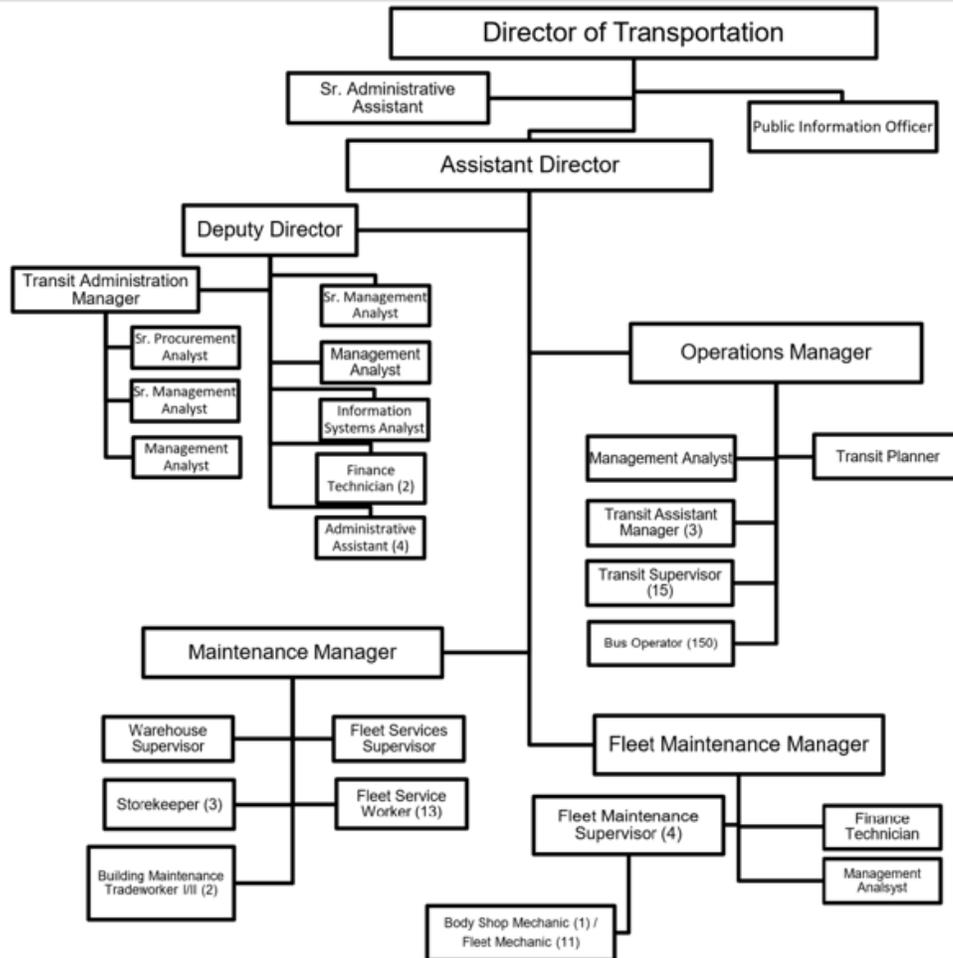 Director of Transportation
Sr. Administrative
Assistant
Public Information Officer
Assistant Director
Deputy Director
Transit Administration
Manager
Sr. Procurement
Analyst
Sr. Management
Analyst
Management
Analyst
Sr. Management
Analyst
Management
Analyst
Information
Systems Analyst
Finance
Technician (2)
Administrative
Assistant (4)
Operations Manager
Management Analyst
Transit Planner
Transit Assistant
Manager (3)
Transit Supervisor
(15)
Bus Operator (150)
Maintenance Manager
Warehouse
Supervisor
Fleet Services
Supervisor
Storekeeper (3)
Fleet Service
Worker (13)
Building Maintenance
Tradeworker I/II (2)
Fleet Maintenance Manager
Fleet Maintenance
Supervisor (4)
Finance
Technician
Management
Analsyst
Body Shop Mechanic (1) /
Fleet Mechanic (11)